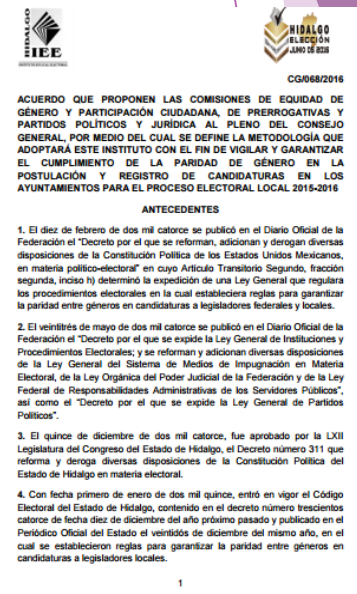 HIDALGO
IEE
INSTITUTO ESTATAL ELECTORAL
HIDALGO
ELECCIÓN
JUNIO DE 2016
CG/068/2016
ACUERDO QUE PROPONEN LAS COMISIONES DE EQUIDAD DE
GÉNERO Y PARTICIPACIÓN CIUDADANA, DE PRERROGATIVAS Y
PARTIDOS POLÍTICOS Y JURÍDICA AL PLENO DEL CONSEJO
GENERAL, POR MEDIO DEL CUAL SE DEFINE LA METODOLOGÍA QUE
ADOPTARÁ ESTE INSTITUTO CON EL FIN DE VIGILAR Y GARANTIZAR
EL CUMPLIMIENTO DE LA PARIDAD DE GÉNERO EN LA
POSTULACIÓN Y REGISTRO DE CANDIDATURAS EN LOS
AYUNTAMIENTOS PARA EL PROCESO ELECTORAL LOCAL 2015-2016
ANTECEDENTES
1. El diez de febrero de dos mil catorce se publicó en el Diario Oficial de la
Federación el “Decreto por el que se reforman, adicionan y derogan diversas
disposiciones de la Constitución Política de los Estados Unidos Mexicanos,
en materia político-electoral” en cuyo Artículo Transitorio Segundo, fracción
segunda, inciso h) determinó la expedición de una Ley General que regulara
los procedimientos electorales en la cual estableciera reglas para garantizar
la paridad entre géneros en candidaturas a legisladores federales y locales.
2. El veintitrés de mayo de dos mil catorce se publicó en el Diario Oficial de la
Federación el “Decreto por el que se expide la Ley General de Instituciones y
Procedimientos Electorales; y se reforman y adicionan diversas disposiciones
de la Ley General del Sistema de Medios de Impugnación en Materia
Electoral, de la Ley Orgánica del Poder Judicial de la Federación y de la Ley
Federal de Responsabilidades Administrativas de los Servidores Públicos”,
así como el “Decreto por el que se expide la Ley General de Partidos
Políticos”.
3. El quince de diciembre de dos mil catorce, fue aprobado por la LXII
Legislatura del Congreso del Estado de Hidalgo, el Decreto número 311 que
reforma y deroga diversas disposiciones de la Constitución Política del
Estado de Hidalgo en materia electoral.
4. Con fecha primero de enero de dos mil quince, entró en vigor el Código
Electoral del Estado de Hidalgo, contenido en el decreto número trescientos
catorce de fecha diez de diciembre del año próximo pasado y publicado en el
Periódico Oficial del Estado el veintidós de diciembre del mismo año, en el
cual se establecieron reglas para garantizar la paridad entre géneros en
candidaturas a legisladores locales.
1